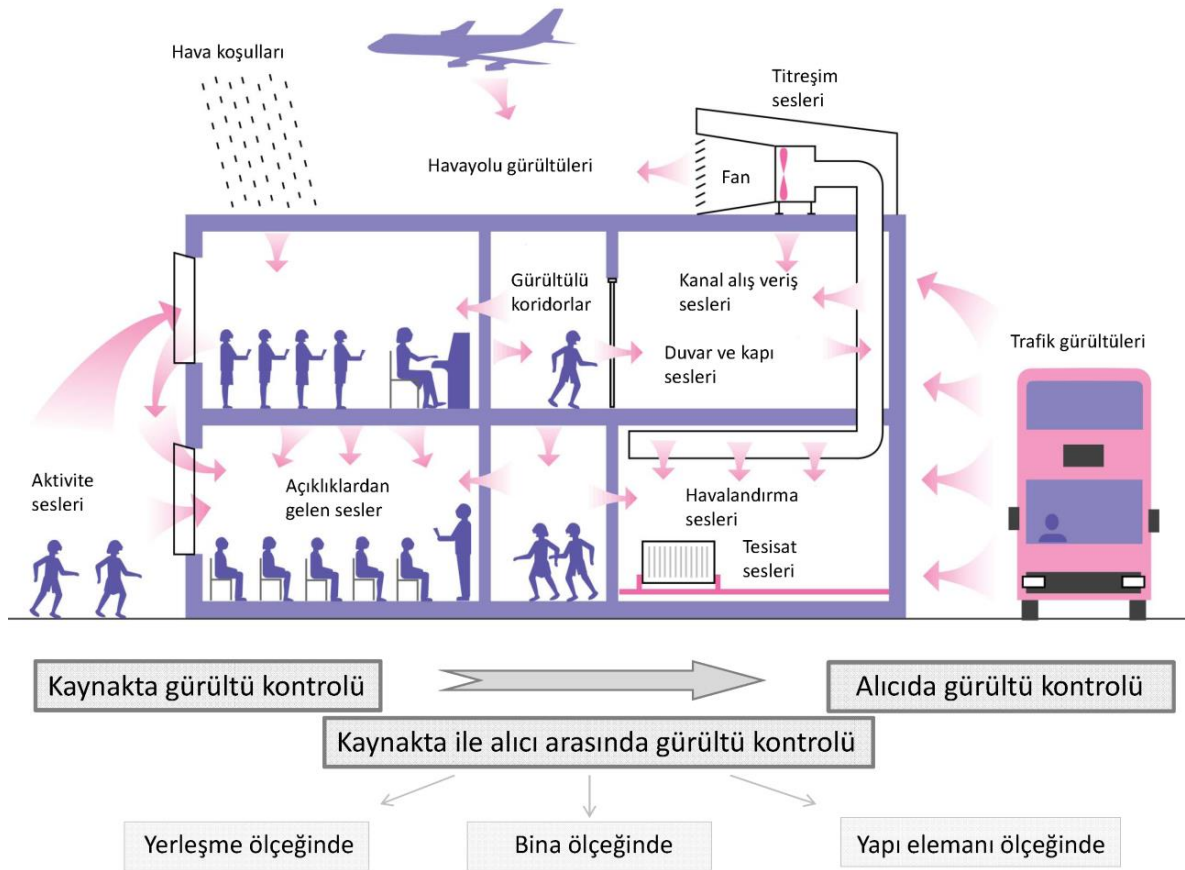 Hava koşulları
Titreşim
sesleri
Havayolu gürültüleri
Fan
Gürültülü
koridorlar
Kanal alış veriş
sesleri
Duvar ve kapı
sesleri
Trafik gürültüleri
Aktivite
sesleri
Açıklıklardan
gelen sesler
Havalandırma
sesleri
Tesisat
sesleri
Kaynakta gürültü kontrolü
Alıcıda gürültü kontrolü
Kaynakta ile alıcı arasında gürültü kontrolü
Yerleşme ölçeğinde
Bina ölçeğinde
Yapı elemanı ölçeğinde